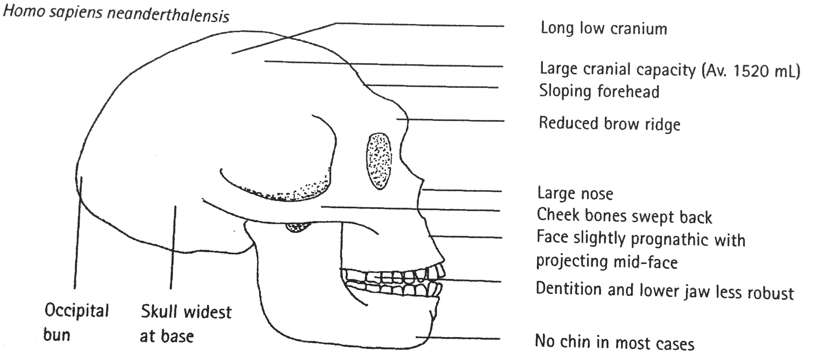 Homo sapiens neanderthalensis
Long low cranium
Large cranial capacity (Av. 1520 mL)
Sloping forehead
Reduced brow ridge
Large nose
Cheek bones swept back
Face slightly prognathic with
projecting mid-face
Dentition and lower jaw less robust
No chin in most cases
Occipital
bun
Skull widest
at base